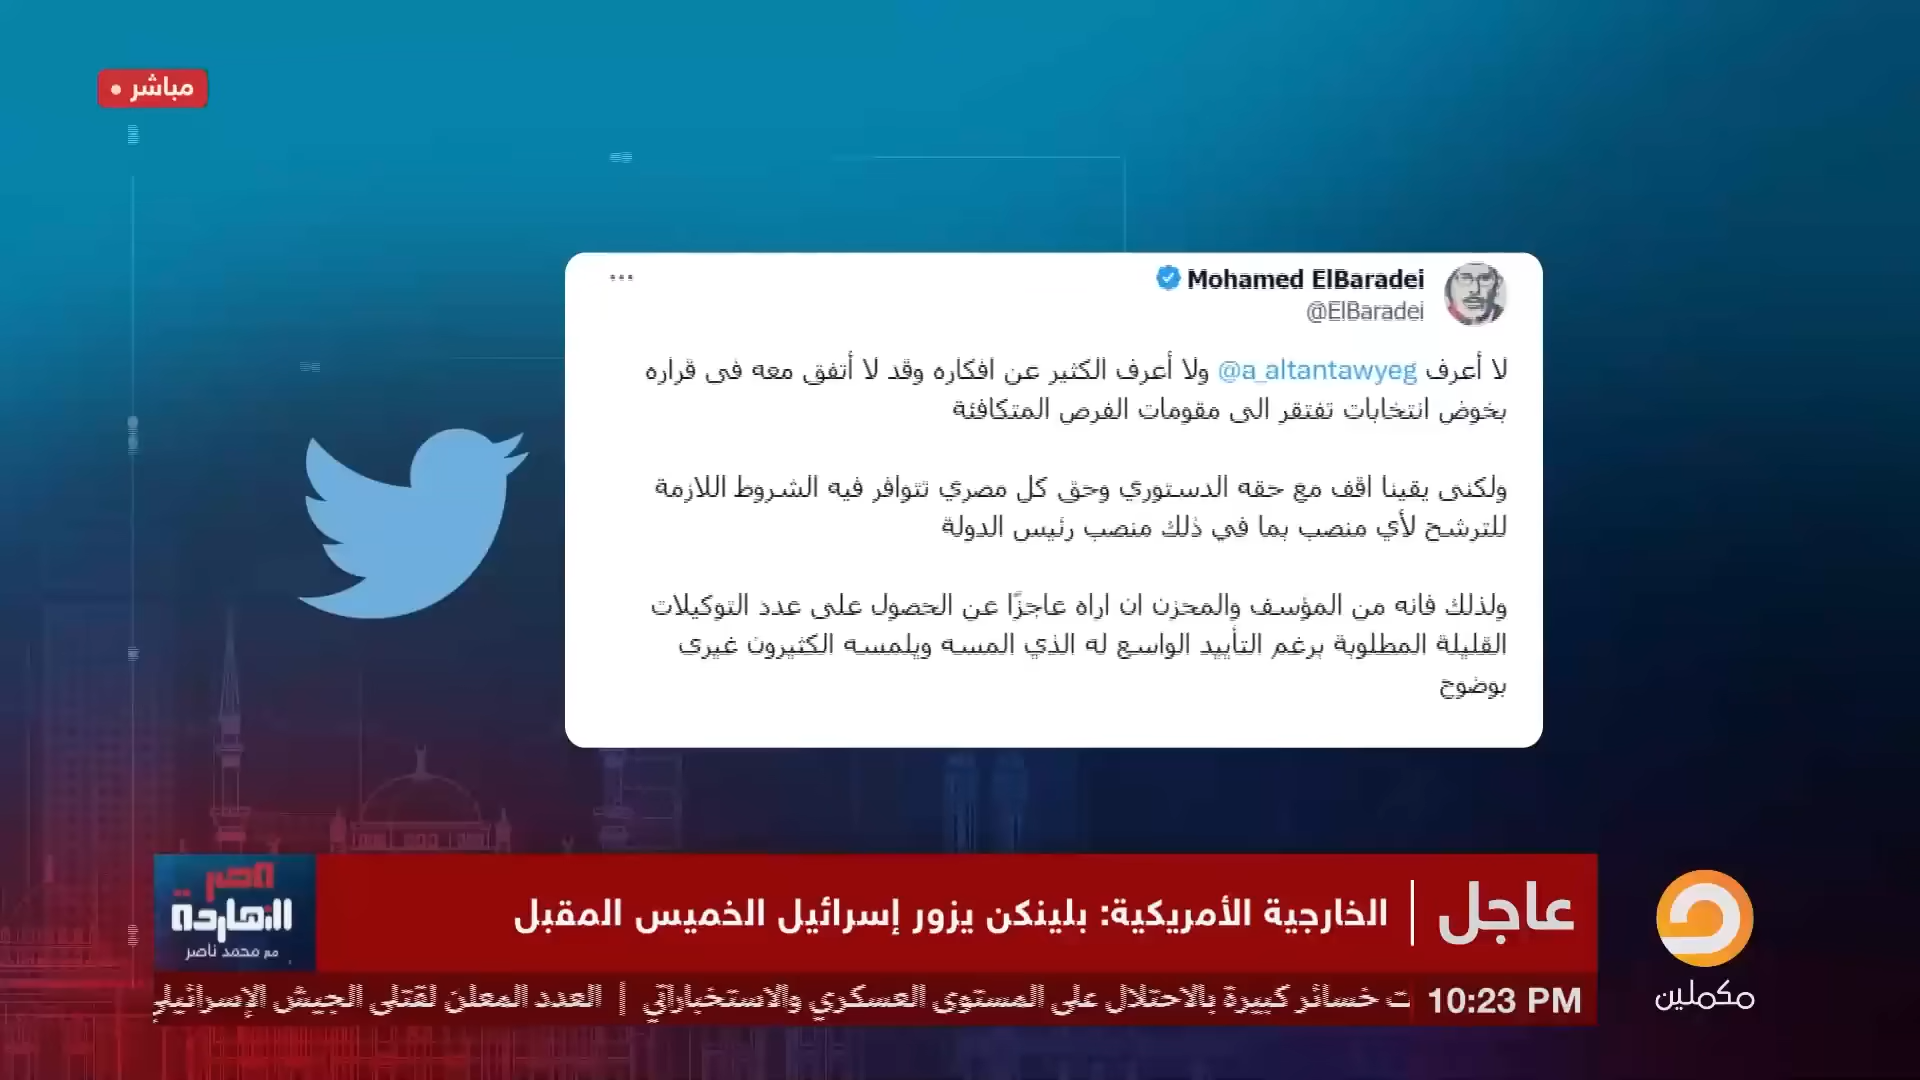 مباشر
Mohamed ElBaradei
@ElBaradei
لا أعرف @a_altantawyeg ولا أعرف الكثير عن افكاره وقد لا أتفق معه فى قراره
بخوض انتخابات تفتقر الى مقومات الفرص المتكافئة
ولكنى يقينا اقف مع حقه الدستوري وحق كل مصري تتوافر فيه الشروط اللازمة
للترشح لأي منصب بما في ذلك منصب رئيس الدولة
ولذلك فانه من المؤسف والمحزن ان اراه عاجزًا عن الحصول على عدد التوكيلات
القليلة المطلوبة برغم التأييد الواسع له الذي المسه ويلمسه الكثيرون غيرى
بوضوح
عاجل
الخارجية الأمريكية: بلينكن يزور إسرائيل الخميس المقبل
مصر
النهاردة
مع محمد ناصر
10:23 PM
ت خسائر كبيرة بالاحتلال على المستوى العسكري والاستخباراتي | العدد المعلن لقتلى الجيش الإسرائيلي
مكملين